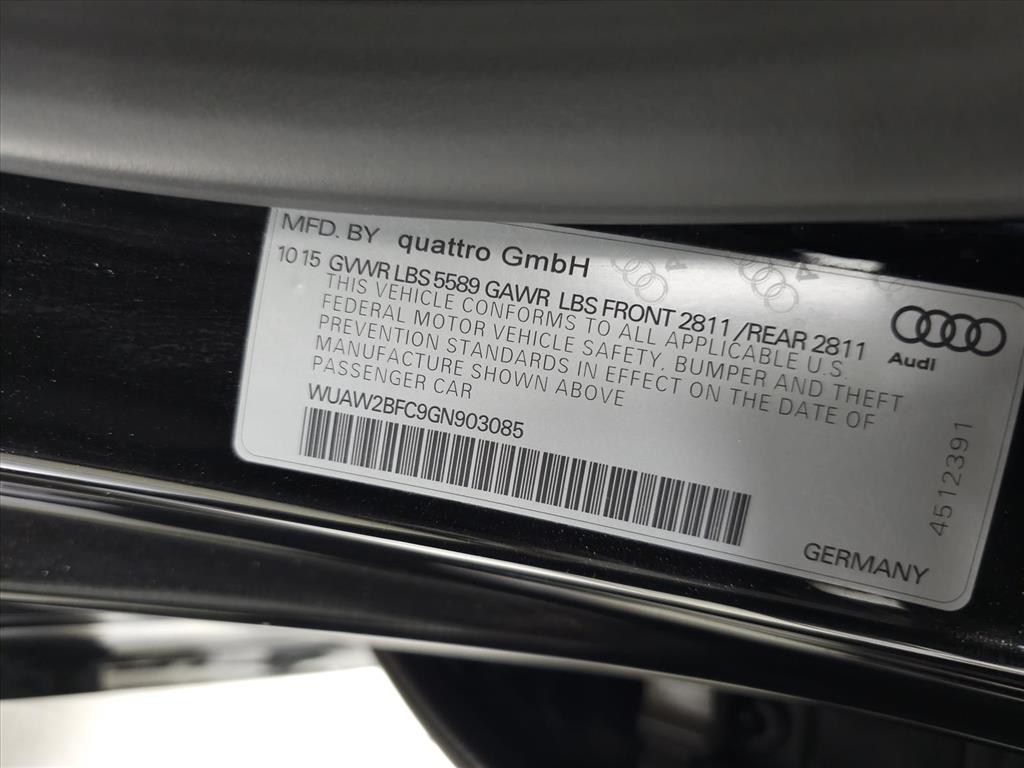 MFD. BY quattro GmbH
10 15 GVWR LBS 5589 GAWR LBS FRONT 2811 /REAR 2811
THIS VEHICLE CONFORMS TO ALL APPLICABLE U.S.
FEDERAL MOTOR VEHICLE SAFETY, BUMPER AND THEFT
PREVENTION STANDARDS IN EFFECT ON THE DATE OF
MANUFACTURE SHOWN ABOVE
PASSENGER CAR
WUAW2BFC9GN903085
Audi
4512391
GERMANY